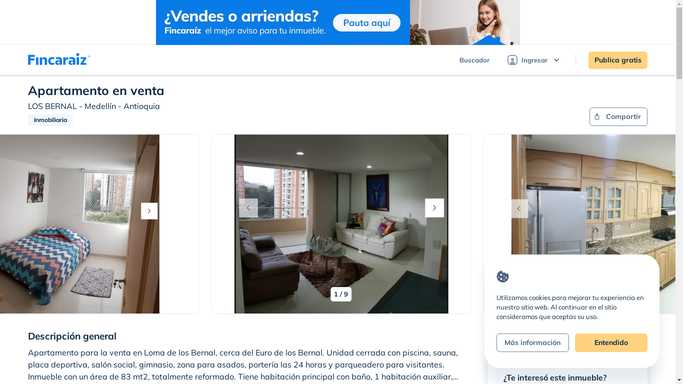 ¿Vendes o arriendas?
Fincaraíz el mejor aviso para tu inmueble.
Pauta aquí
Fincaraíz
Buscador
Ingresar
Publica gratis
Apartamento en venta
LOS BERNAL - Medellín - Antioquia
Inmobiliaria
Compartir
1 / 9
Utilizamos cookies para mejorar tu experiencia en
nuestro sitio web. Al continuar en el sitio
consideramos que aceptas su uso.
Más información
Entendido
Descripción general
Apartamento para la venta en Loma de los Bernal, cerca del Euro de los Bernal. Unidad cerrada con piscina, sauna,
placa deportiva, salón social, gimnasio, zona para asados, portería las 24 horas y parqueadero para visitantes.
Inmueble con un área de 83 mt2, totalmente reformado. Tiene habitación principal con baño, 1 habitación auxiliar,...
¿Te interesó este inmueble?